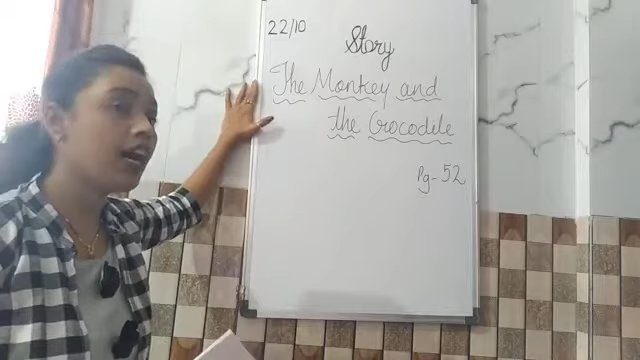 22/10
Story
The Monkey and
the Crocodile
Pg-52